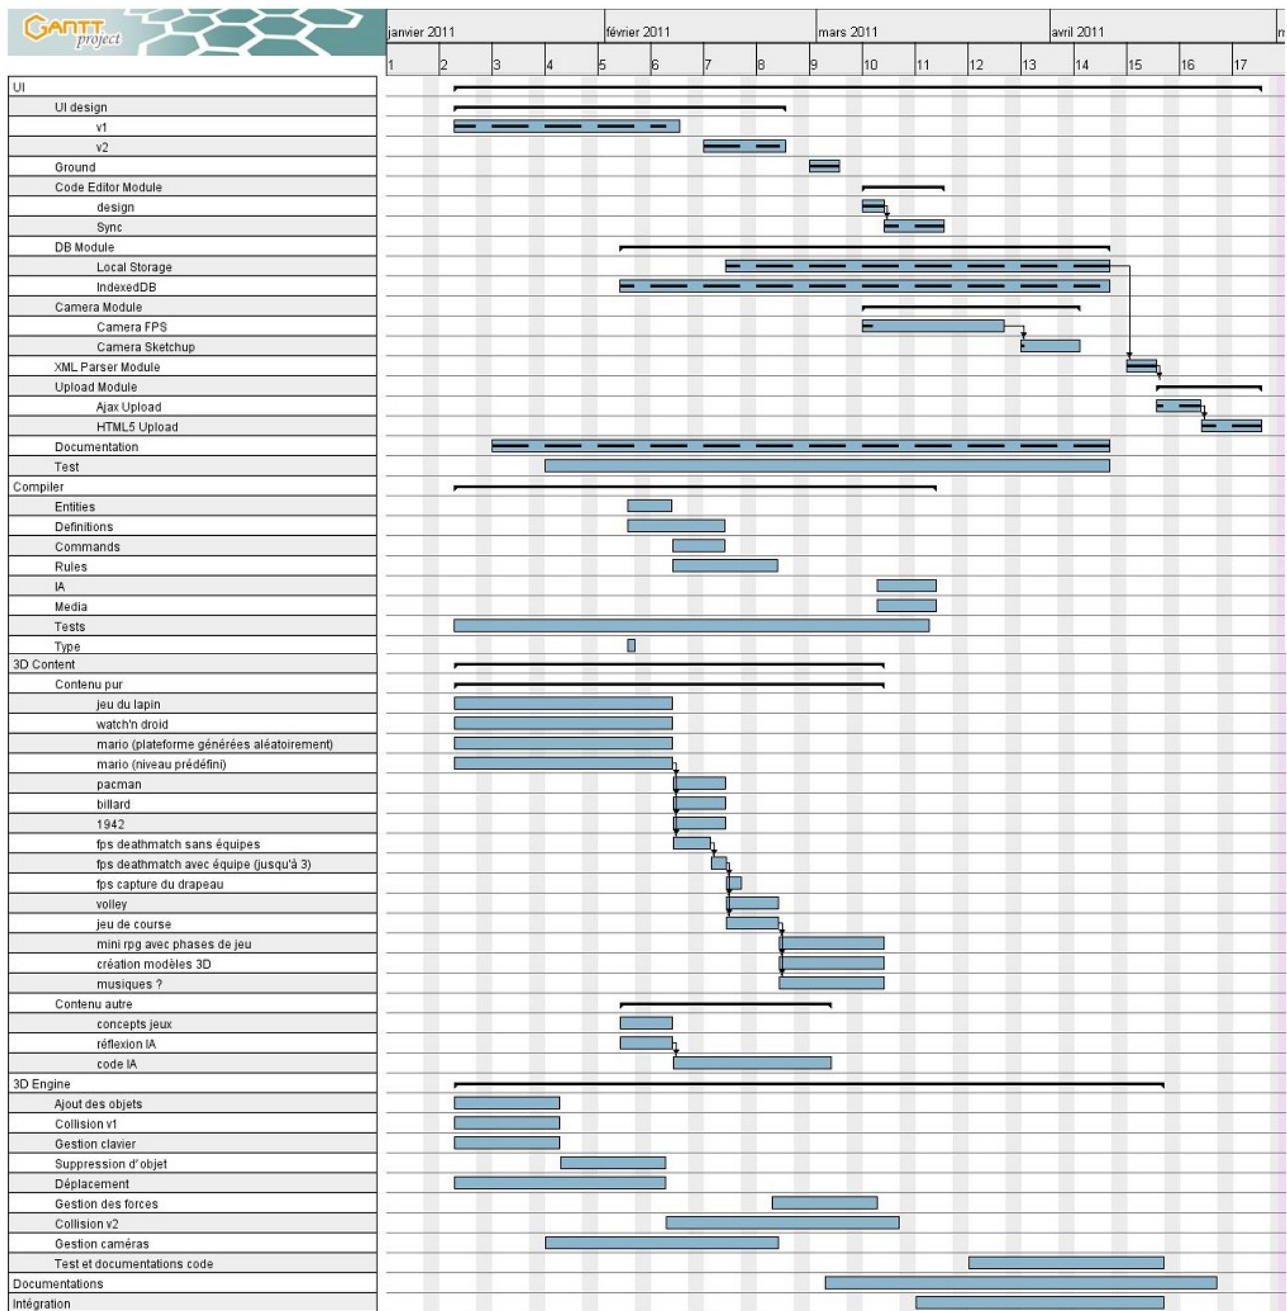 GANTT
project
janvier 2011 février 2011 mars 2011 avril 2011 m
1 2 3 4 5 6 7 8 9 10 11 12 13 14 15 16 17
UI
UI design
v1
v2
Ground
Code Editor Module
design
Sync
DB Module
Local Storage
IndexedDB
Camera Module
Camera FPS
Camera Sketchup
XML Parser Module
Upload Module
Ajax Upload
HTML5 Upload
Documentation
Test
Compiler
Entities
Definitions
Commands
Rules
IA
Media
Tests
Type
3D Content
Contenu pur
jeu du lapin
watch'n droid
mario (plateforme générées aléatoirement)
mario (niveau prédéfini)
pacman
billard
1942
fps deathmatch sans équipes
fps deathmatch avec équipe (jusqu'à 3)
fps capture du drapeau
volley
jeu de course
mini rpg avec phases de jeu
création modèles 3D
musiques ?
Contenu autre
concepts jeux
réflexion IA
code IA
3D Engine
Ajout des objets
Collision v1
Gestion clavier
Suppression d'objet
Déplacement
Gestion des forces
Collision v2
Gestion caméras
Test et documentations code
Documentations
Intégration